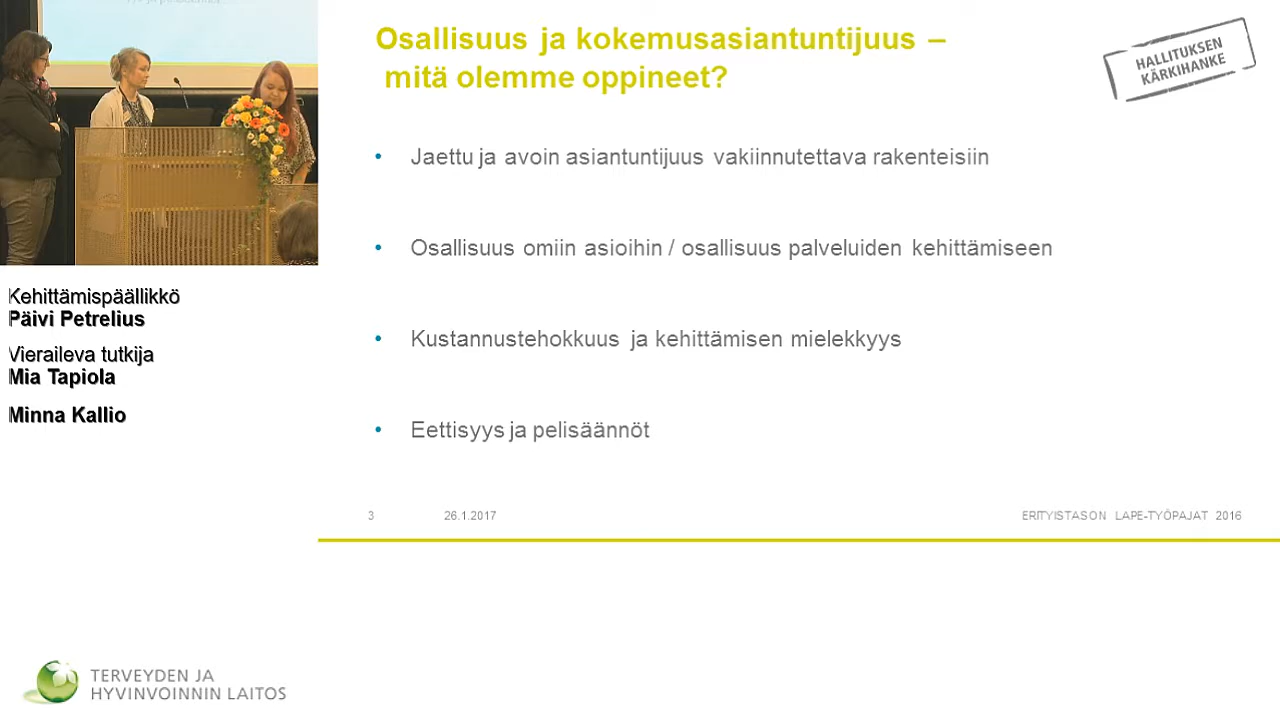 Osallisuus ja kokemusasiantuntijuus –
mitä olemme oppineet?
HALLITUKSEN
KÄRKIHANKE
• Jaettu ja avoin asiantuntijuus vakiinnutettava rakenteisiin
• Osallisuus omiin asioihin / osallisuus palveluiden kehittämiseen
• Kustannustehokkuus ja kehittämisen mielekkyys
• Eettisyys ja pelisäännöt
3 26.1.2017 ERITYISTASON LAPE-TYÖPAJAT 2016
Kehittämispäällikkö
Päivi Petrelius
Vieraileva tutkija
Mia Tapiola
Minna Kallio
TERVEYDEN JA
HYVINVOINNIN LAITOS